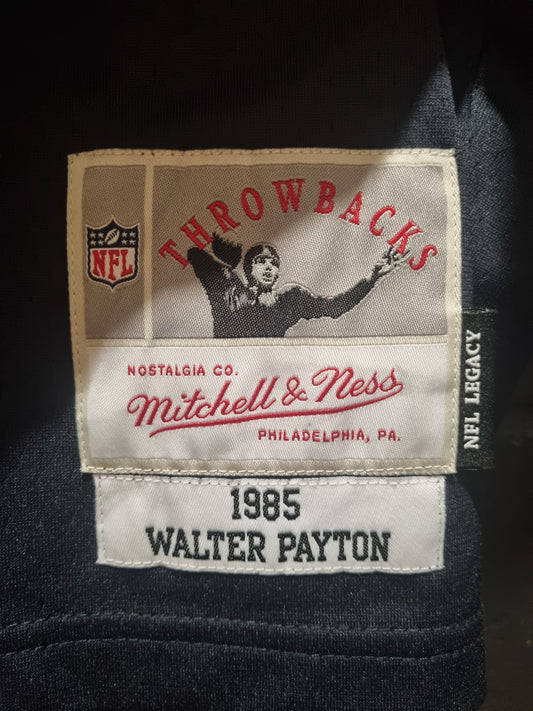 THROWBACKS
NFL
NOSTALGIA CO.
Mitchell & Ness
PHILADELPHIA, PA.
NFL LEGACY
1985
WALTER PAYTON